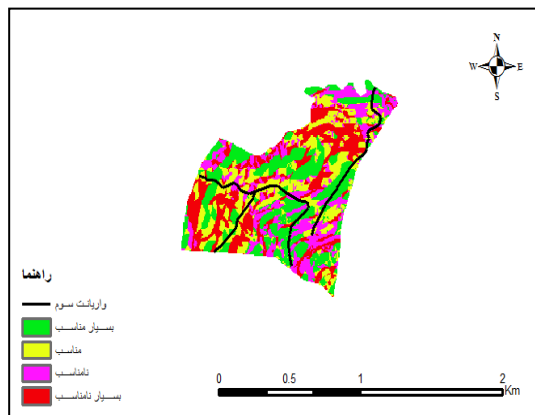 N
W E
S
راهنما
واریانت سوم
بسیار مناسب
مناسب
نامناسب
بسیار نامناسب
0 0.5 1 2
Km